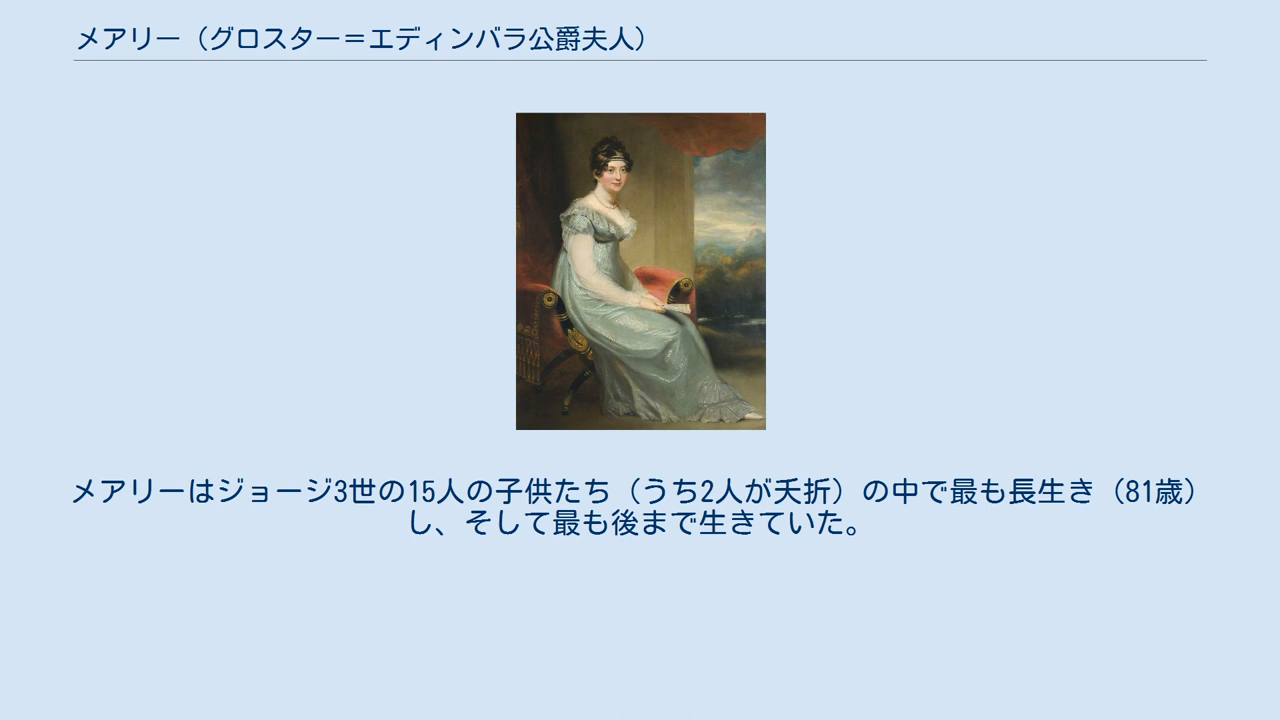 メアリー（グロスター＝エディンバラ公爵夫人）
メアリーはジョージ3世の15人の子供たち（うち2人が夭折）の中で最も長生き（81歳）
し、そして最も後まで生きていた。